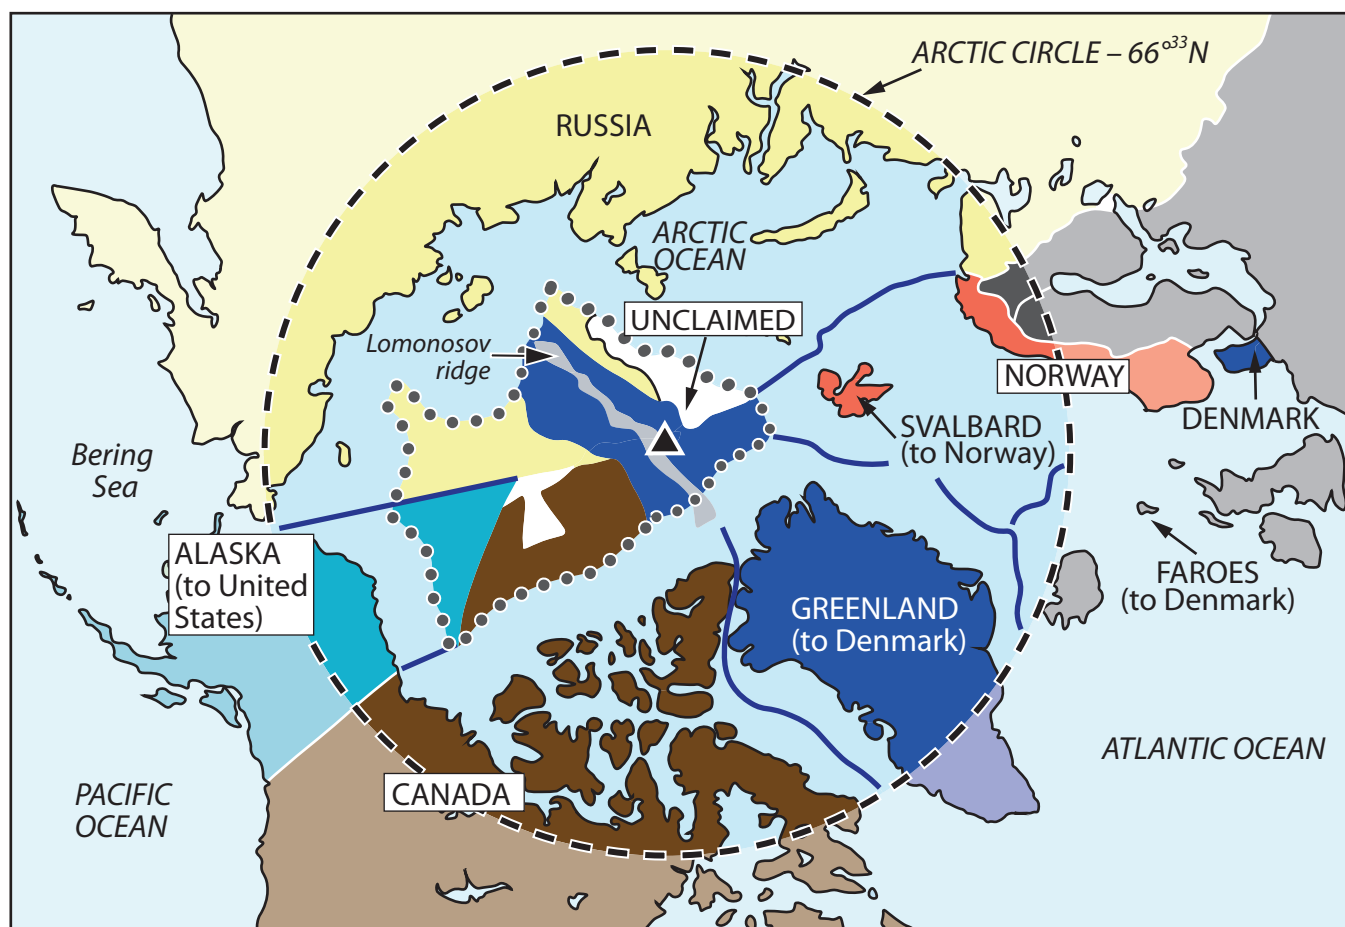 ARCTIC CIRCLE – 66°33N
RUSSIA
ARCTIC
OCEAN
UNCLAIMED
Lomonosov
ridge
NORWAY
DENMARK
SVALBARD
(to Norway)
Bering
Sea
ALASKA
(to United
States)
FAROES
(to Denmark)
GREENLAND
(to Denmark)
ATLANTIC OCEAN
CANADA
PACIFIC
OCEAN